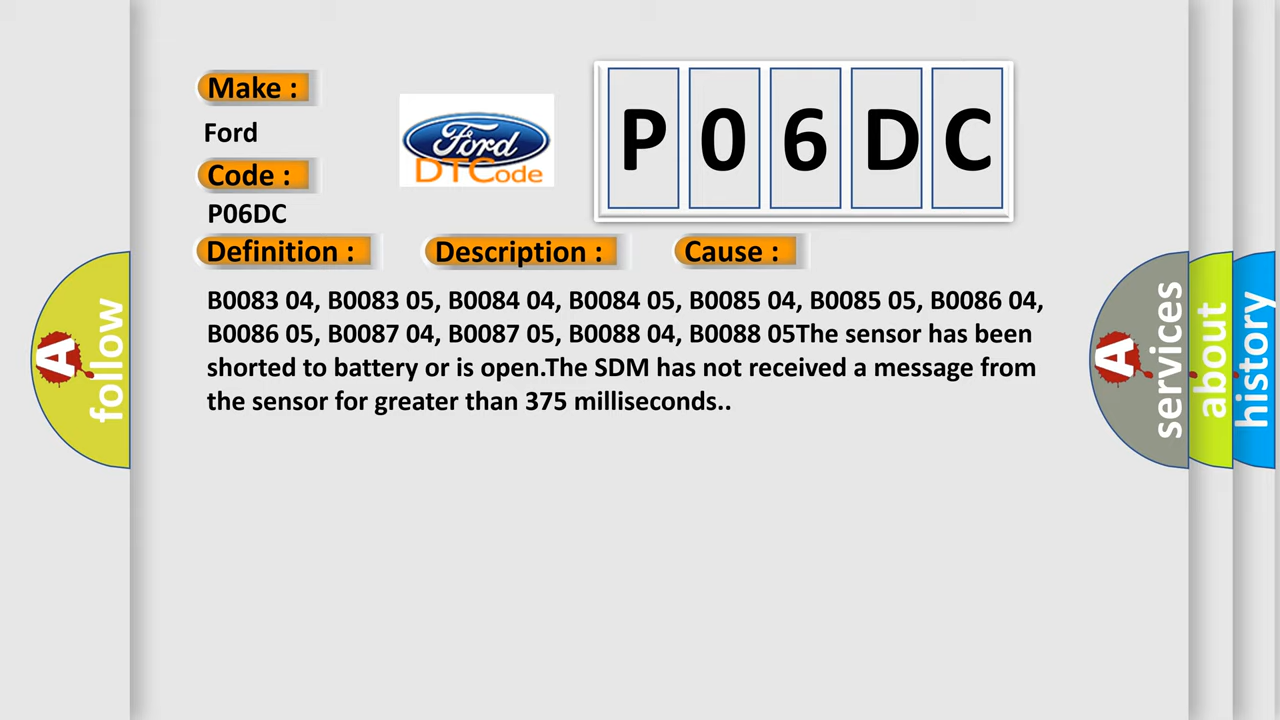 Make :
Ford
Code :
P06DC
Ford
DTCode
P06DC
Definition :
Description :
Cause :
B0083 04, B0083 05, B0084 04, B0084 05, B0085 04, B0085 05, B0086 04,
B0086 05, B0087 04, B0087 05, B0088 04, B0088 05The sensor has been
shorted to battery or is open.The SDM has not received a message from
the sensor for greater than 375 milliseconds..
A follow
A services
about
history